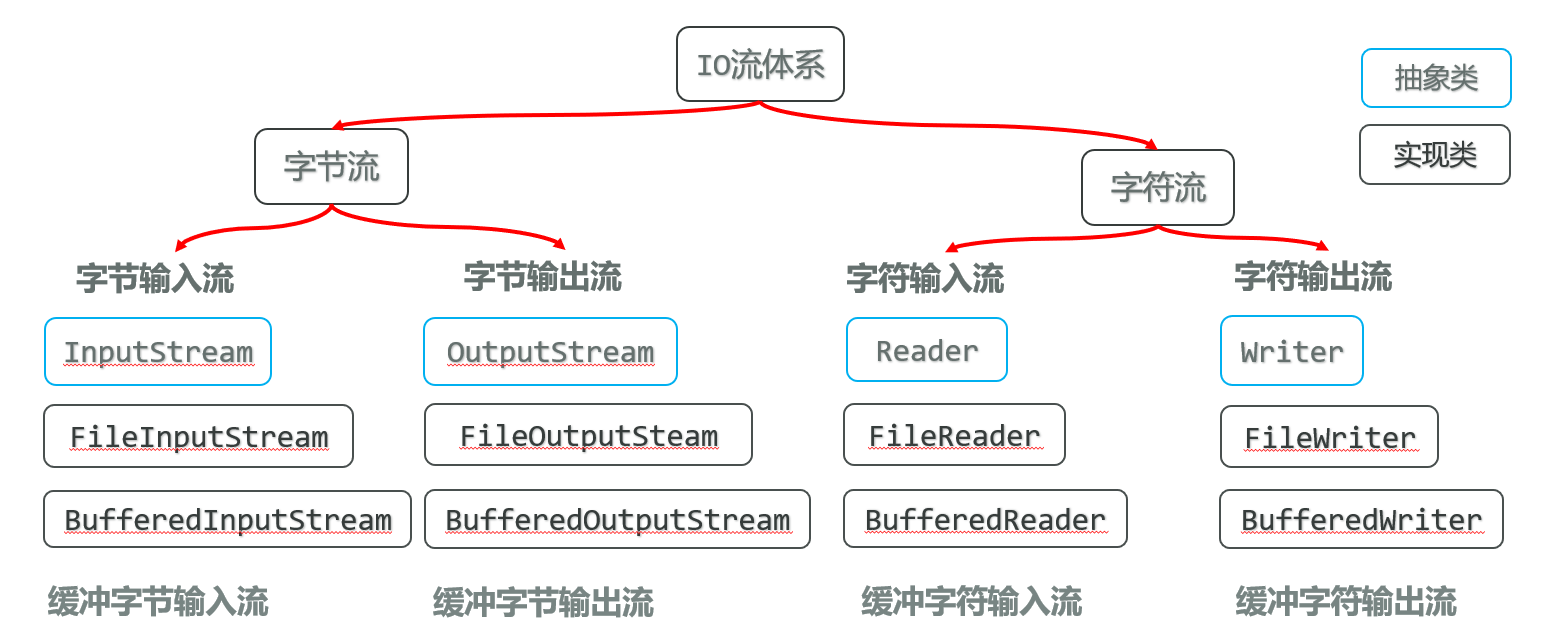 IO流体系
抽象类
实现类
字节流
字符流
字节输入流
字节输出流
字符输入流
字符输出流
InputStream
OutputStream
Reader
Writer
FileInputStream
FileOutputSteam
FileReader
FileWriter
BufferedInputStream
BufferedOutputStream
BufferedReader
BufferedWriter
缓冲字节输入流
缓冲字节输出流
缓冲字符输入流
缓冲字符输出流